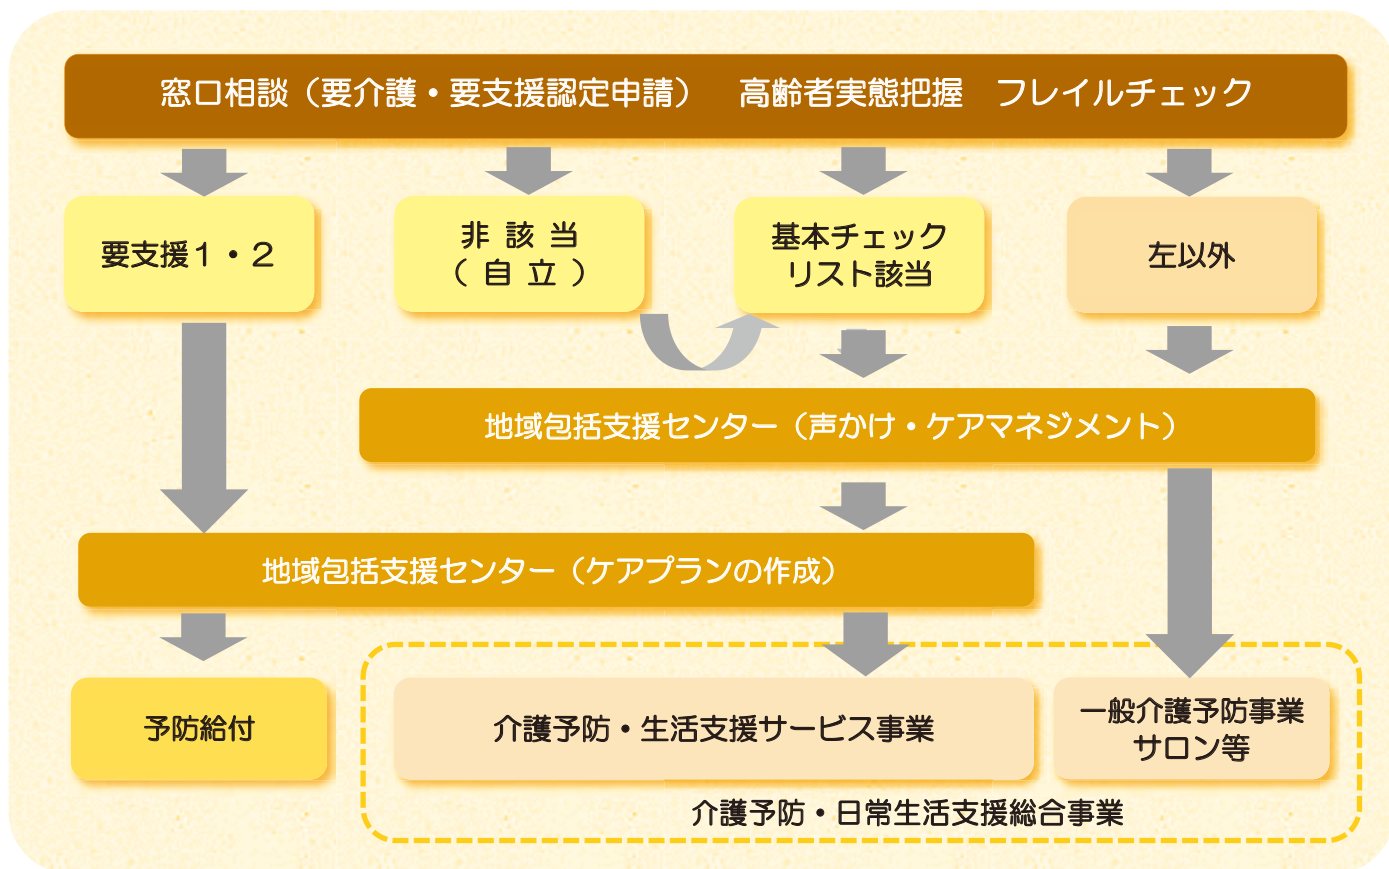 窓口相談（要介護・要支援認定申請）　高齢者実態把握　フレイルチェック
要支援１・２
非 該 当
（ 自 立 ）
基本チェック
リスト該当
左以外
地域包括支援センター（声かけ・ケアマネジメント）
地域包括支援センター（ケアプランの作成）
予防給付
介護予防・生活支援サービス事業
一般介護予防事業
サロン等
介護予防・日常生活支援総合事業